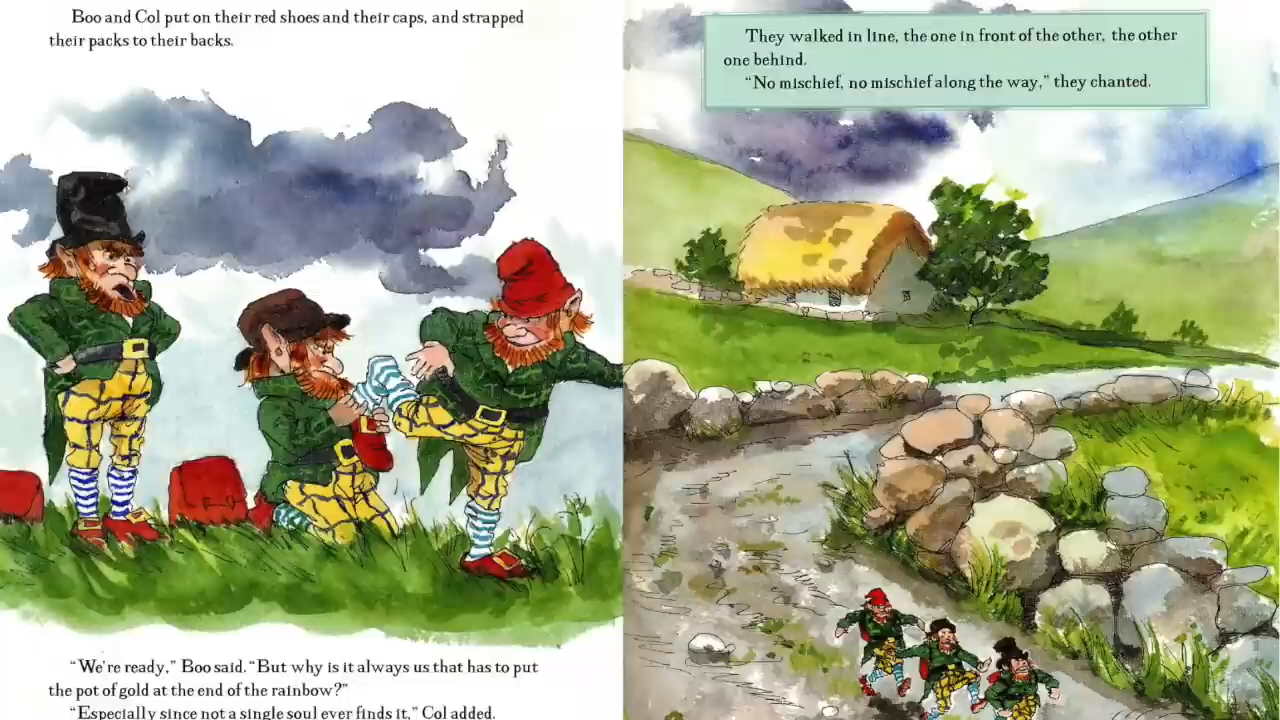 Boo and Col put on their red shoes and their caps, and strapped
their packs to their backs.
"We're ready," Boo said. "But why is it always us that has to put
the pot of gold at the end of the rainbow?"
"Especially since not a single soul ever finds it," Col added.
They walked in line, the one in front of the other, the other
one behind.
"No mischief, no mischief along the way," they chanted.